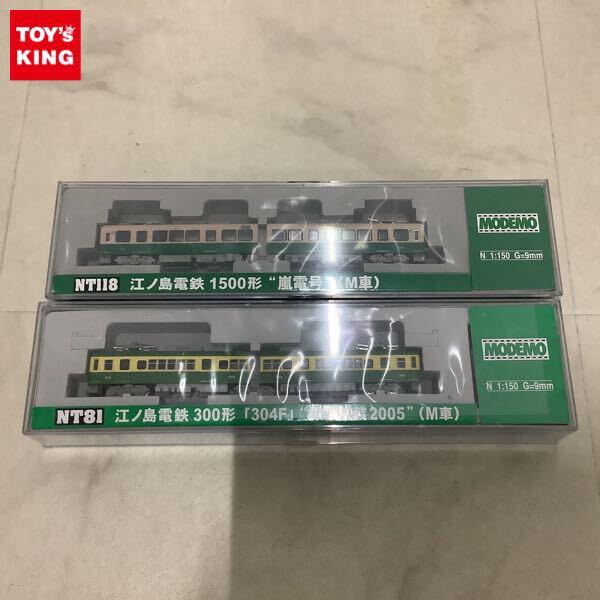 TOY's
KING
MODEMO
N 1:150 G=9mm
NT118 江ノ島電鉄 1500形 "嵐電号" (M車)
MODEMO
N 1:150 G=9mm
NT81 江ノ島電鉄 300形「304F」 2005" (M車)